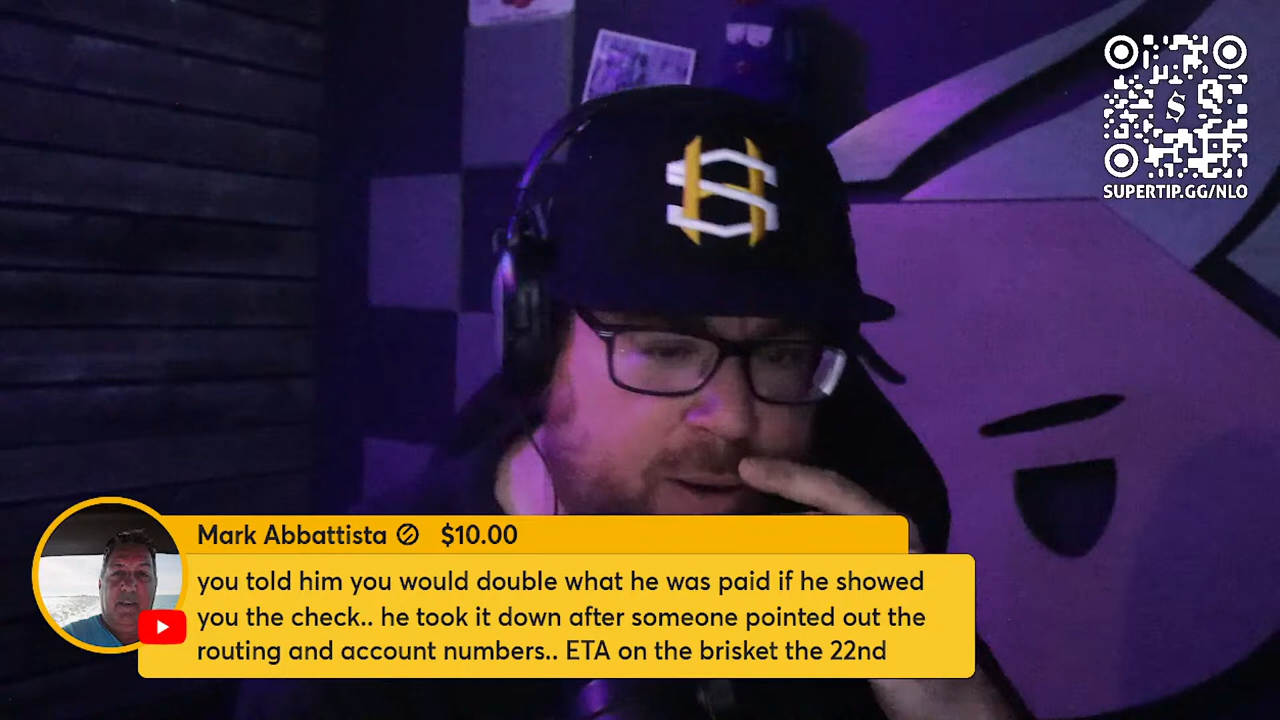 SH
$
SUPERTIP.GG/NLO
Mark Abbattista $10.00
you told him you would double what he was paid if he showed
you the check.. he took it down after someone pointed out the
routing and account numbers.. ETA on the brisket the 22nd